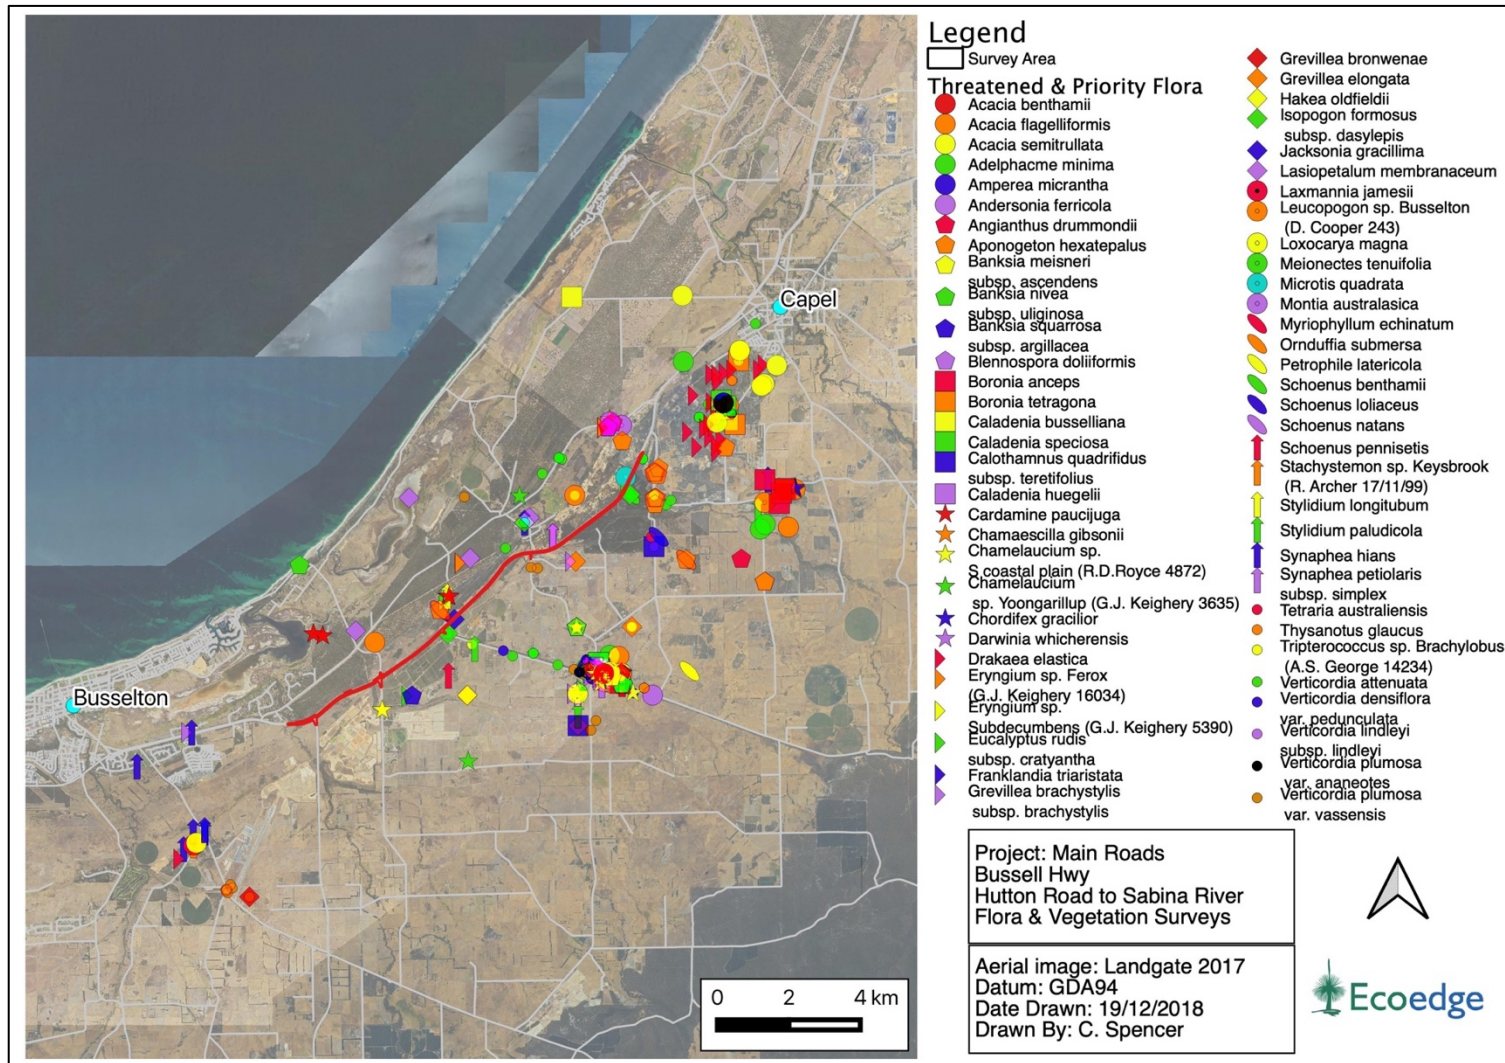 Capel
Busselton
0 2 4 km
Legend
Survey Area
Threatened & Priority Flora
Acacia benthamii
Acacia flagelliformis
Acacia semitrullata
Adelphacme minima
Amperea micrantha
Andersonia ferricola
Angianthus drummondii
Aponogeton hexatepalus
Banksia meisneri
subsp. ascendens
Banksia nivea
subsp. uliginosa
Banksia squarrosa
subsp. argillacea
Blennospora doliiformis
Boronia anceps
Boronia tetragona
Caladenia busselliana
Caladenia speciosa
Calothamnus quadrifidus
subsp. teretifolius
Caladenia huegelii
Cardamine paucijuga
Chamaescilla gibsonii
Chamelaucium sp.
S coastal plain (R.D.Royce 4872)
Chamelaucium
sp. Yoongarillup (G.J. Keighery 3635)
Chordifex gracilior
Darwinia whicherensis
Drakaea elastica
Eryngium sp. Ferox
(G.J. Keighery 16034)
Eryngium sp.
Subdecumbens (G.J. Keighery 5390)
Eucalyptus rudis
subsp. cratyantha
Franklandia triaristata
Grevillea brachystylis
subsp. brachystylis
Grevillea bronwenae
Grevillea elongata
Hakea oldfieldii
Isopogon formosus
subsp. dasylepis
Jacksonia gracillima
Lasiopetalum membranaceum
Laxmannia jamesii
Leucopogon sp. Busselton
(D. Cooper 243)
Loxocarya magna
Meionectes tenuifolia
Microtis quadrata
Montia australasica
Myriophyllum echinatum
Ornduffia submersa
Petrophile latericola
Schoenus benthamii
Schoenus loliaceus
Schoenus natans
Schoenus pennisetis
Stachystemon sp. Keysbrook
(R. Archer 17/11/99)
Stylidium longitubum
Stylidium paludicola
Synaphea hians
Synaphea petiolaris
subsp. simplex
Tetraria australiensis
Thysanotus glaucus
Tripterococcus sp. Brachylobus
(A.S. George 14234)
Verticordia attenuata
Verticordia densiflora
var. pedunculata
Verticordia lindleyi
subsp. lindleyi
Verticordia plumosa
var. ananeotes
Verticordia plumosa
var. vassensis
Project: Main Roads
Bussell Hwy
Hutton Road to Sabina River
Flora & Vegetation Surveys
Aerial image: Landgate 2017
Datum: GDA94
Date Drawn: 19/12/2018
Drawn By: C. Spencer
Ecoedge